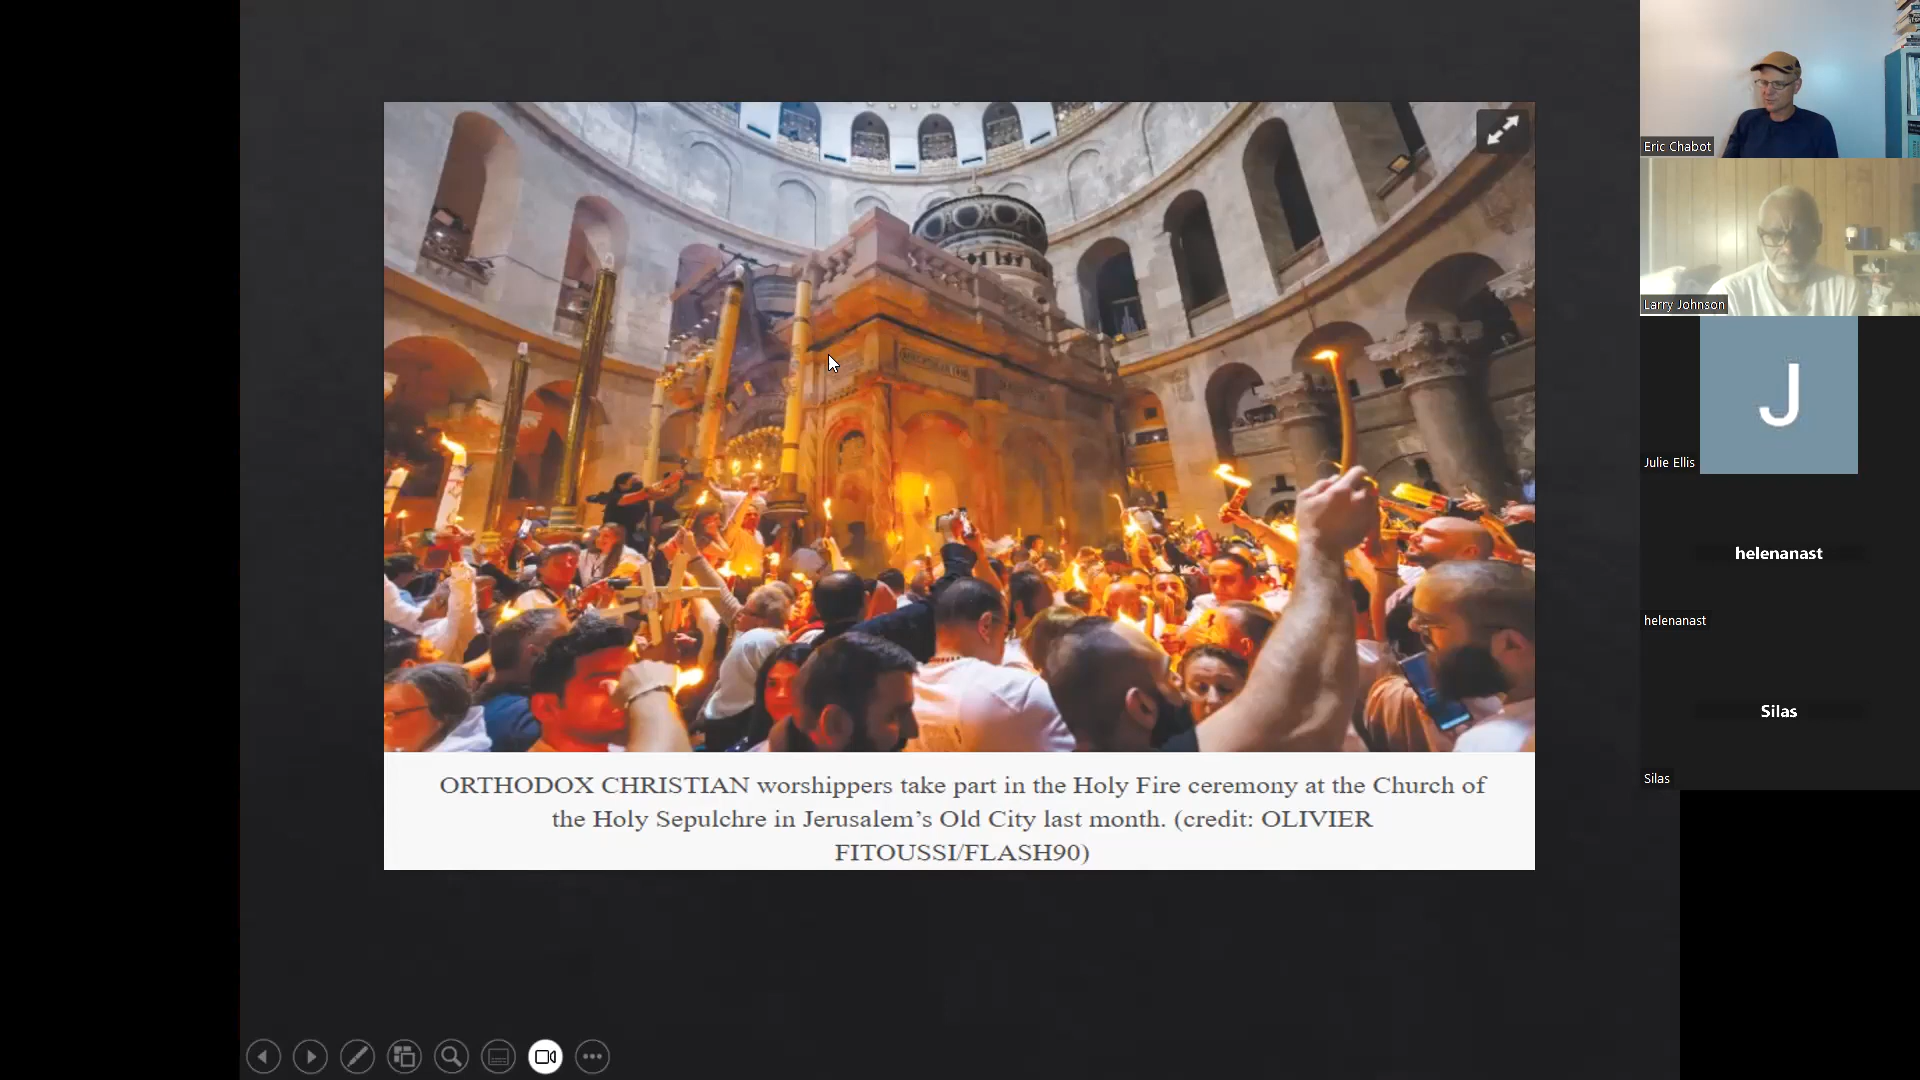 ORTHODOX CHRISTIAN worshippers take part in the Holy Fire ceremony at the Church of
the Holy Sepulchre in Jerusalem’s Old City last month. (credit: OLIVIER
FITOUSSI/FLASH90)
Eric Chabot
Larry Johnson
J
Julie Ellis
helenanast
helenanast
Silas
Silas